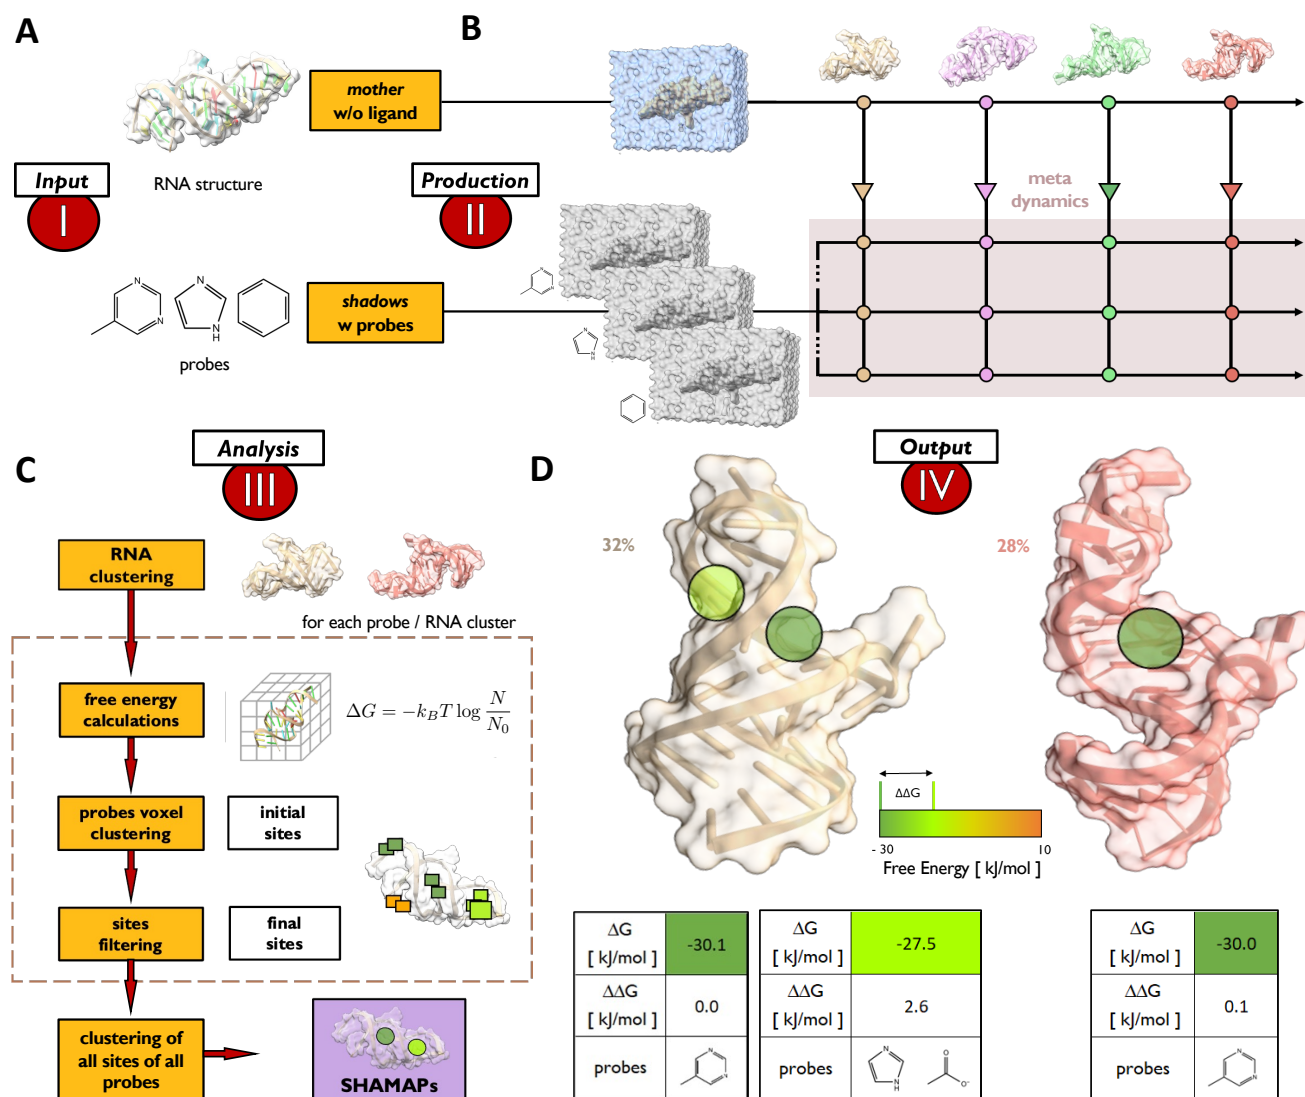 A
B
mother
w/o ligand
Input
I
RNA structure
Production
II
meta
dynamics
N
N
N
N
H
probes
shadows
w probes
N
N
N
N
H
C
Analysis
III
D
Output
IV
RNA
clustering
for each probe / RNA cluster
free energy
calculations
ΔG = −k_B T log N/N_0
probes voxel
clustering
initial
sites
sites
filtering
final
sites
clustering of
all sites of all
probes
SHAMAPs
32%
28%
ΔΔG
- 30
10
Free Energy [ kJ/mol ]
ΔG
[ kJ/mol ]
-30.1
ΔΔG
[ kJ/mol ]
0.0
probes
N
N
ΔG
[ kJ/mol ]
-27.5
ΔΔG
[ kJ/mol ]
2.6
probes
N
N
H
O
O⁻
ΔG
[ kJ/mol ]
-30.0
ΔΔG
[ kJ/mol ]
0.1
probes
N
N